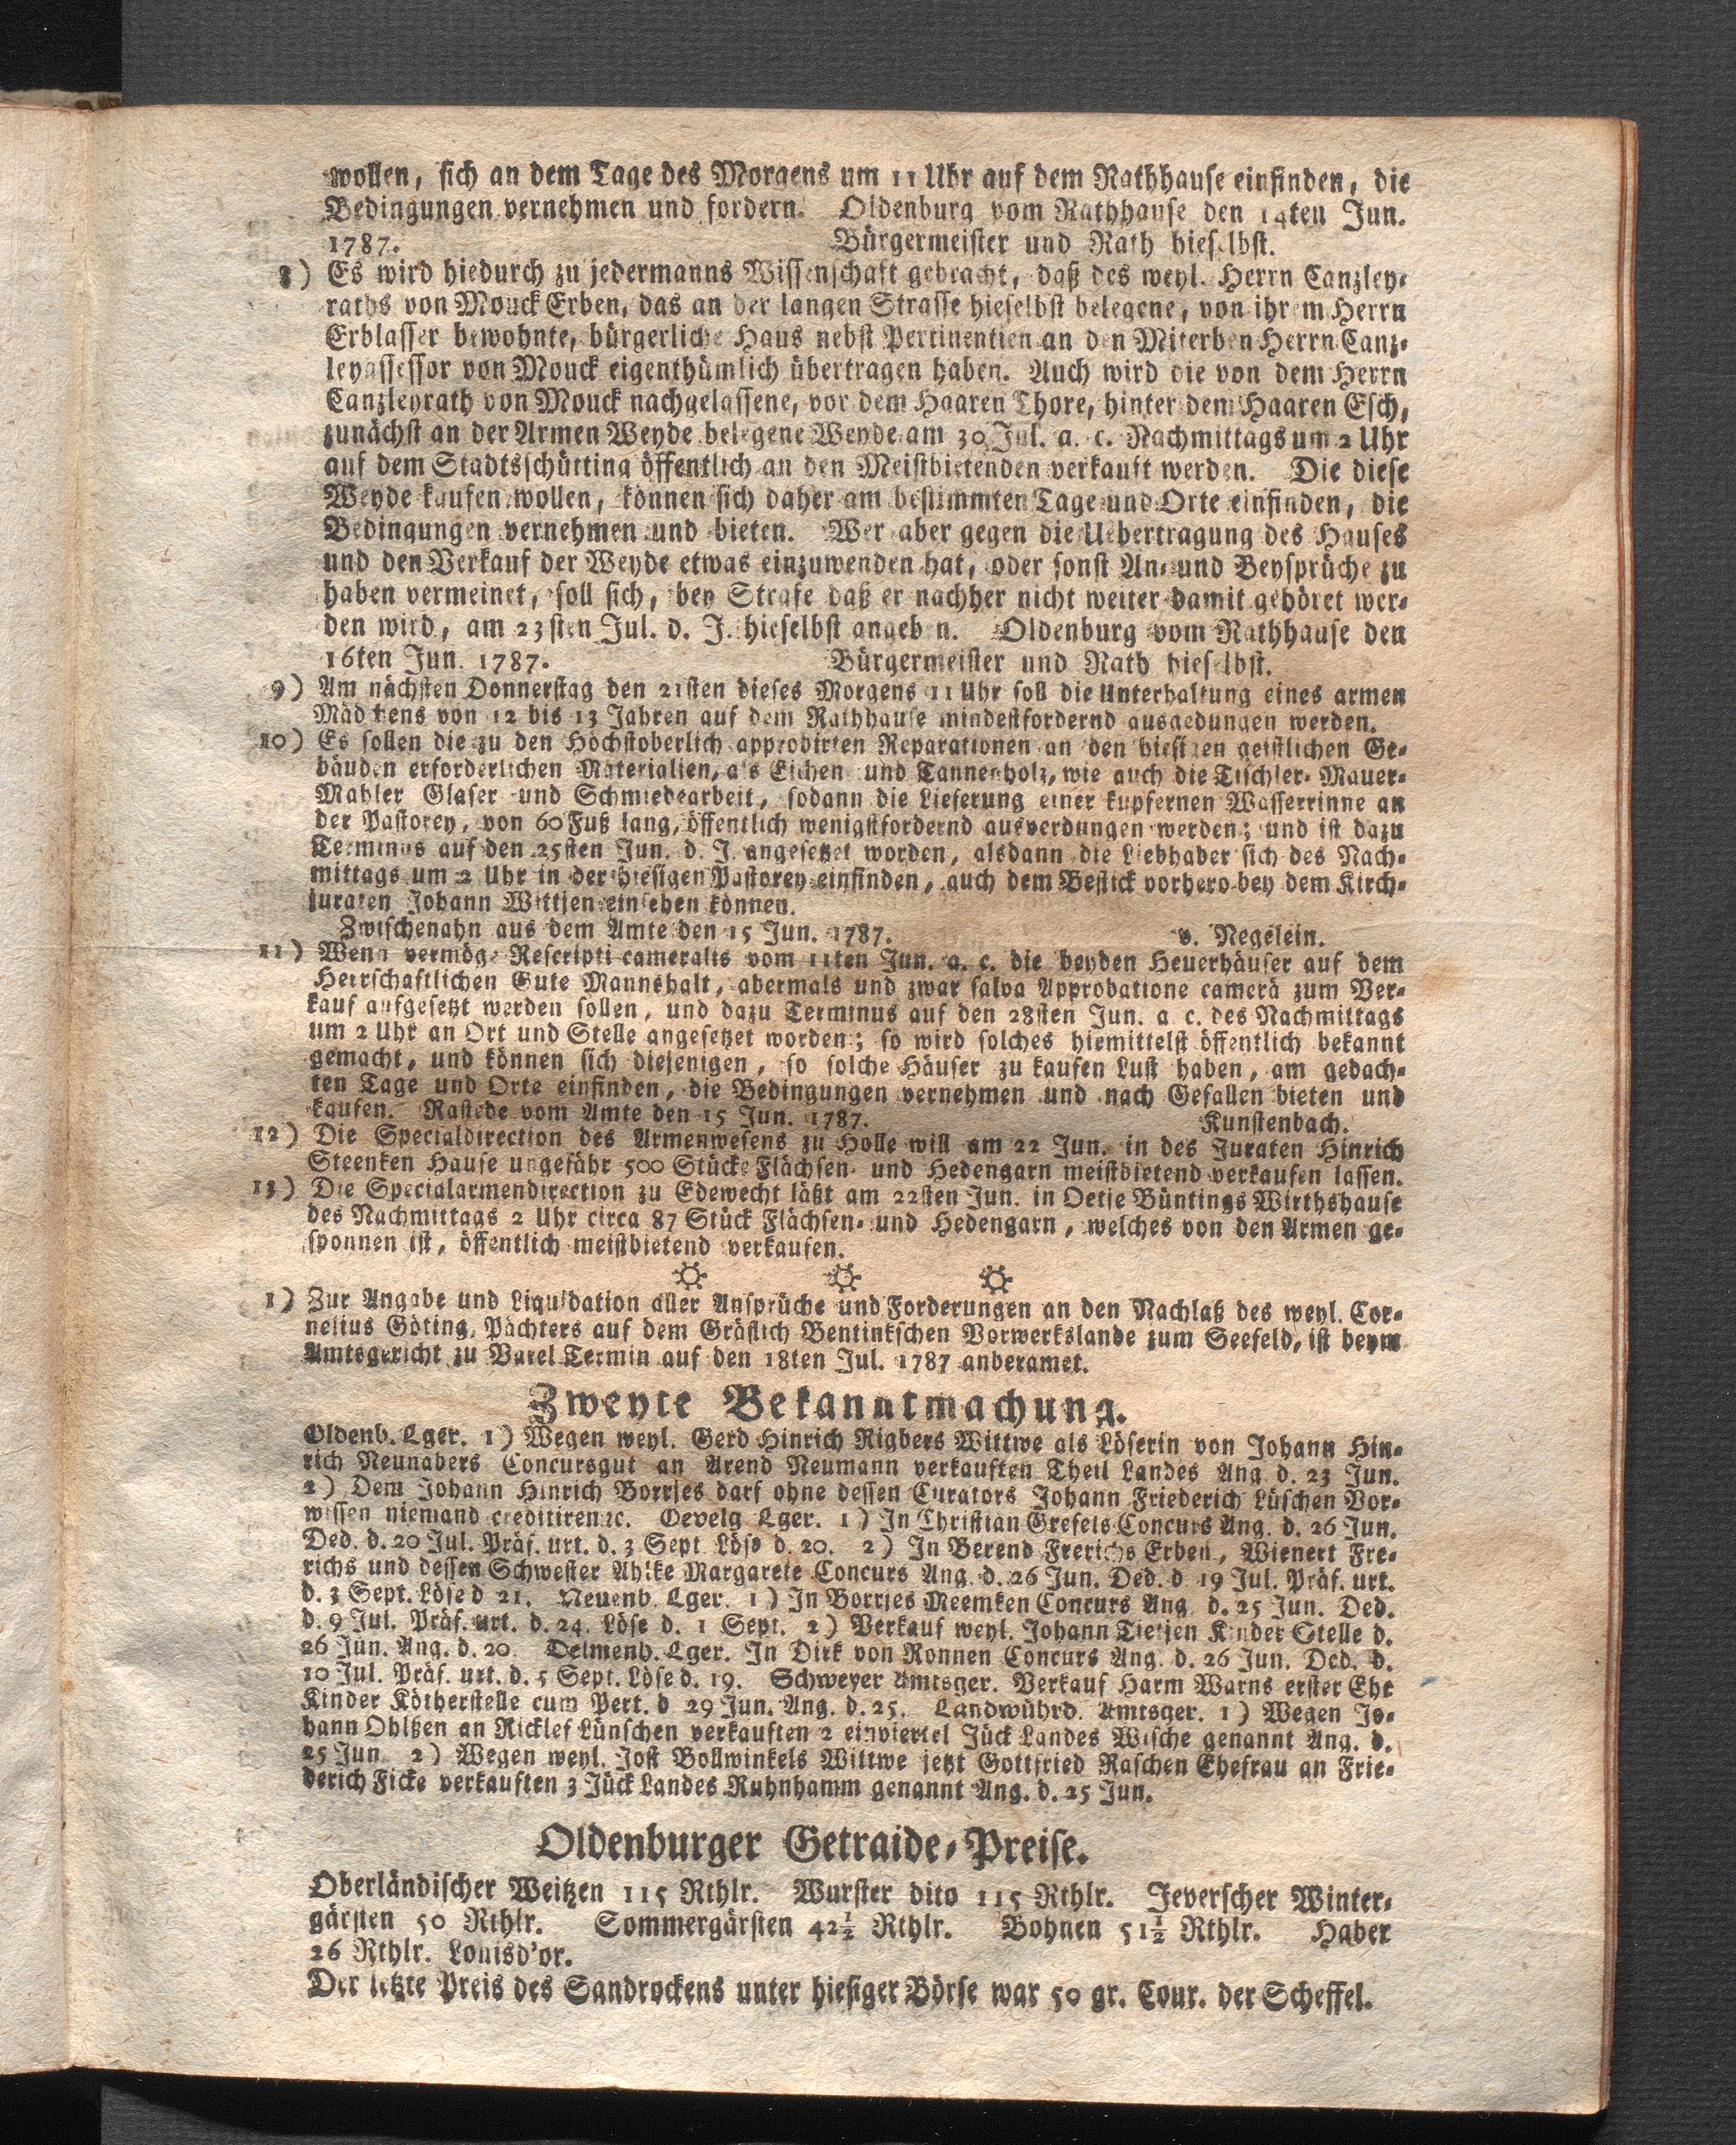 wollen, sich an dem Tage des Morgens um 11 Uhr auf dem Rathhause einfinden, die
Bedingungen vernehmen und fordern. Oldenburg vom Rathhause den 14ten Jun.
1787. Bürgermeister und Rath hieselbst.
8) Es wird hiedurch zu jedermanns Wissenschaft gebracht, daß des weyl. Herrn Canzley-
raths von Mouck Erben, das an der langen Strasse hieselbst belegene, von ihrem Herrn
Erblasser bewohnte, bürgerliche Haus nebst Pertinentien an den Miterben Herrn Canz-
leyassessor von Mouck eigenthümlich übertragen haben. Auch wird die von dem Herrn
Canzleyrath von Mouck nachgelassene, vor dem Haaren Thore, hinter dem Haaren Esch,
zunächst an der Armen Weyde belegene Weyde am 30 Jul. a. c. Nachmittags um 2 Uhr
auf dem Stadtsschütting öffentlich an den Meistbietenden verkauft werden. Die diese
Weyde kaufen wollen, können sich daher am bestimmten Tage und Orte einfinden, die
Bedingungen vernehmen und bieten. Wer aber gegen die Uebertragung des Hauses
und den Verkauf der Weyde etwas einzuwenden hat, oder sonst An- und Beysprüche zu
haben vermeinet, soll sich, bey Strafe daß er nachher nicht weiter damit gehöret wer-
den wird, am 23sten Jul. d. J. hieselbst angeben. Oldenburg vom Rathhause den
16ten Jun. 1787. Bürgermeister und Rath hieselbst.
9) Am nächsten Donnerstag den 21sten dieses Morgens 11 Uhr soll die Unterhaltung eines armen
Mädchens von 12 bis 13 Jahren auf dem Rathhause mindestfordernd ausgedungen werden.
10) Es sollen die zu den Höchstoberlich approbirten Reparationen an den hiesigen geistlichen Ge-
bäuden erforderlichen Materialien, als Eichen und Tannenholz, wie auch die Tischler- Mauer-
Mahler Glaser und Schmiedearbeit, sodann die Lieferung einer kupfernen Wasserrinne an
der Pastorey, von 60 Fuß lang, öffentlich wenigstfordernd ausverdungen werden; und ist dazu
Terminus auf den 25sten Jun. d. J. angesetzet worden, alsdann die Liebhaber sich des Nach-
mittags um 2 Uhr in der hiesigen Pastorey einfinden, auch dem Bestick vorhero bey dem Kirch-
juraten Johann Wittjen einsehen können.
Zwischenahn aus dem Amte den 15 Jun. 1787. v. Negelein.
11) Wenn vermöge Rescripti cameralis vom 11ten Jun. a. c. die beyden Heuerhäuser auf dem
Herrschaftlichen Gute Mannshalt, abermals und zwar salva Approbatione camerä zum Ver-
kauf aufgesetzt werden sollen, und dazu Terminus auf den 28sten Jun. a c. des Nachmittags
um 2 Uhr an Ort und Stelle angesetzet worden; so wird solches hiemittelst öffentlich bekannt
gemacht, und können sich diejenigen, so solche Häuser zu kaufen Lust haben, am gedach-
ten Tage und Orte einfinden, die Bedingungen vernehmen und nach Gefallen bieten und
kaufen. Rastede vom Amte den 15 Jun. 1787. Kunstenbach.
12) Die Specialdirection des Armenwesens zu Holle will am 22 Jun. in des Juraten Hinrich
Steenken Hause ungefähr 500 Stücke Flächsen- und Hedengarn meistbietend verkaufen lassen.
13) Die Specialarmendirection zu Edewecht läßt am 22sten Jun. in Oetje Büntings Wirthshause
des Nachmittags 2 Uhr circa 87 Stück Flächsen- und Hedengarn, welches von den Armen ge-
sponnen ist, öffentlich meistbietend verkaufen.
1) Zur Angabe und Liquidation aller Ansprüche und Forderungen an den Nachlaß des weyl. Cor-
nelius Göting, Pächters auf dem Gräflich Bentinkschen Vorwerkslande zum Seefeld, ist beym
Amtsgericht zu Varel Termin auf den 18ten Jul. 1787 anberamet.
Zweyte Bekanntmachung.
Oldenb. Lger. 1) Wegen weyl. Gerd Hinrich Rigbers Wittwe als Löserin von Johann Hin-
rich Neunabers Concursgut an Arend Neumann verkauften Theil Landes Ang d. 23 Jun.
2) Dem Johann Hinrich Borrjes darf ohne dessen Curators Johann Friederich Lüschen Vor-
wissen niemand creditiren ꝛc. Oevelg Lger. 1) In Christian Grefels Concurs Ang. d. 26 Jun.
Ded. d. 20 Jul. Präf. urt. d. 3 Sept Löse d. 20. 2) In Berend Frerichs Erben, Wienert Fre-
richs und dessen Schwester Ahlke Margarete Concurs Ang. d. 26 Jun. Ded. d 19 Jul. Präf. urt.
d. 3 Sept. Löse d 21. Neuenb. Lger. 1) In Borrjes Meemken Concurs Ang. d. 25 Jun. Ded.
d. 9 Jul. Präf. urt. d. 24. Löse d. 1 Sept. 2) Verkauf weyl. Johann Tietjen Kinder Stelle d.
26 Jun. Ang. d. 20. Delmenh. Lger. In Dirk von Ronnen Concurs Ang. d. 26 Jun. Ded. d.
10 Jul. Präf. urt. d. 5 Sept. Löse d. 19. Schweyer Amtsger. Verkauf Harm Warns erster Ehe
Kinder Kötherstelle cum Pert. d 29 Jun. Ang. d. 25. Landwührd. Amtsger. 1) Wegen Jo-
hann Ohlßen an Ricklef Lünschen verkauften 2 einviertel Jück Landes Wische genannt Ang. d.
25 Jun. 2) Wegen weyl. Jost Bollwinkels Wittwe jetzt Gottfried Raschen Ehefrau an Frie-
derich Ficke verkauften 3 Jück Landes Ruhnhamm genannt Ang. d. 25 Jun.
Oldenburger Getraide-Preise.
Oberländischer Weitzen 115 Rthlr. Wurster dito 115 Rthlr. Jeverscher Winter-
gärsten 50 Rthlr. Sommergärsten 42½ Rthlr. Bohnen 51½ Rthlr. Haber
26 Rthlr. Louisd'or.
Der letzte Preis des Sandrockens unter hiesiger Börse war 50 gr. Cour. der Scheffel.